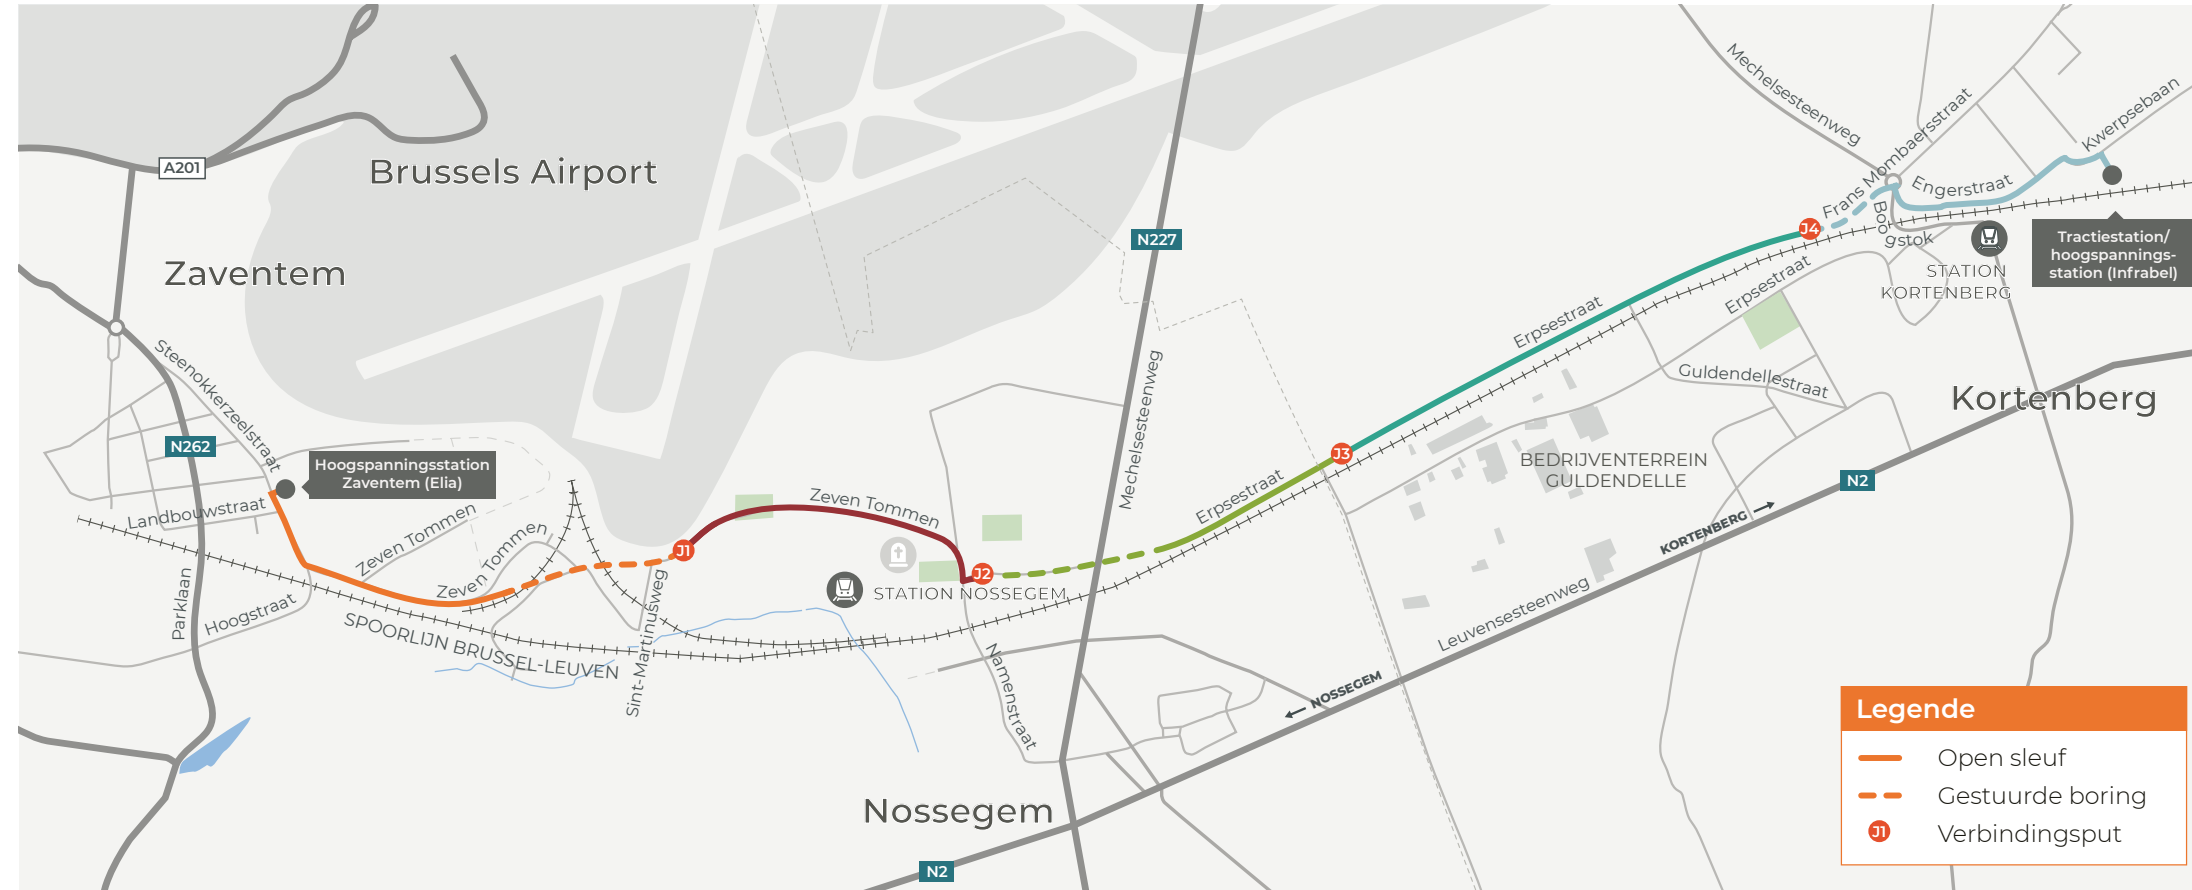 Brussels Airport
A201
Zaventem
Steenokkerzeelstraat
N262
Hoogspanningsstation
Zaventem (Elia)
Landbouwstraat
Zeven Tommen
Zeven Tommen
Parklaan
Hoogstraat
SPOORLIJN BRUSSEL-LEUVEN
Sint-Martinusweg
J1
Zeven Tommen
J2
STATION NOSSEGEM
Namenstraat
Nossegem
N2
N227
Mechelsesteenweg
Erpsestraat
J3
Erpsestraat
BEDRIJVENTERREIN
GULDENDELLE
Leuvensesteenweg
NOSSEGEM
KORTENBERG
N2
Guldendellestraat
Erpsestraat
J4
Mechelsesteenweg
Frans Mombaersstraat
Boogstok
Engerstraat
Kwerpsebaan
STATION
KORTENBERG
Tractiestation/
hoogspannings-
station (Infrabel)
Kortenberg
Legende
Open sleuf
Gestuurde boring
J1
Verbindingsput